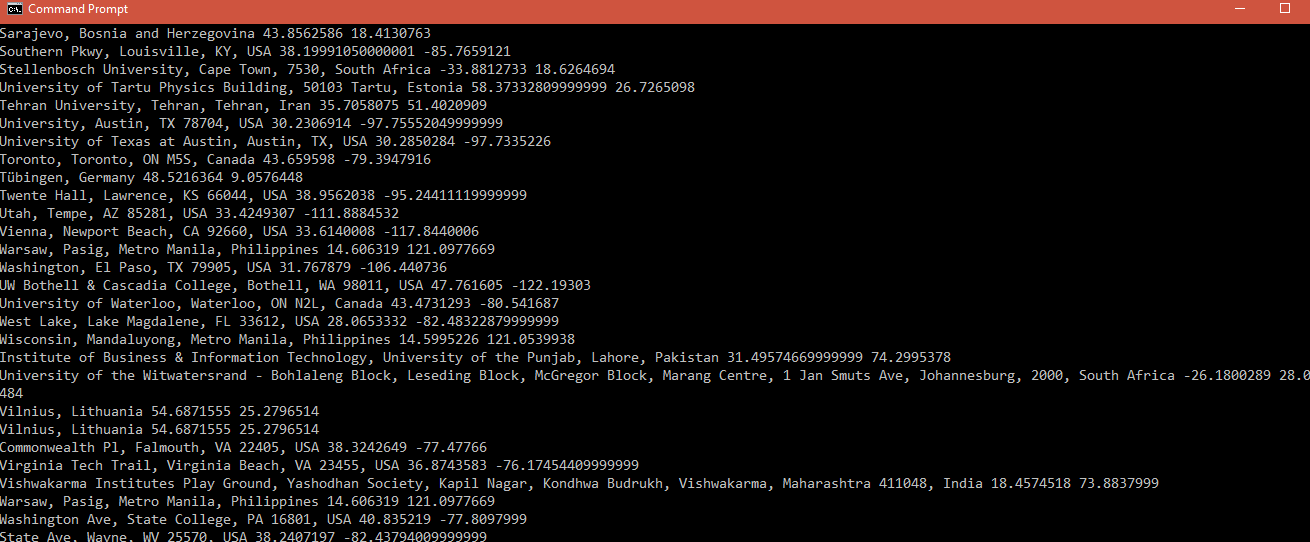 Command Prompt
Sarajevo, Bosnia and Herzegovina 43.8562586 18.4130763
Southern Pkwy, Louisville, KY, USA 38.19991050000001 -85.7659121
Stellenbosch University, Cape Town, 7530, South Africa -33.8812733 18.6264694
University of Tartu Physics Building, 50103 Tartu, Estonia 58.37332809999999 26.7265098
Tehran University, Tehran, Tehran, Iran 35.7058075 51.4020909
University, Austin, TX 78704, USA 30.2306914 -97.75552049999999
University of Texas at Austin, Austin, TX, USA 30.2850284 -97.7335226
Toronto, Toronto, ON M5S, Canada 43.659598 -79.3947916
Tübingen, Germany 48.5216364 9.0576448
Twente Hall, Lawrence, KS 66044, USA 38.9562038 -95.24411119999999
Utah, Tempe, AZ 85281, USA 33.4249307 -111.8884532
Vienna, Newport Beach, CA 92660, USA 33.6140008 -117.8440006
Warsaw, Pasig, Metro Manila, Philippines 14.606319 121.0977669
Washington, El Paso, TX 79905, USA 31.767879 -106.440736
UW Bothell & Cascadia College, Bothell, WA 98011, USA 47.761605 -122.19303
University of Waterloo, Waterloo, ON N2L, Canada 43.4731293 -80.541687
West Lake, Lake Magdalene, FL 33612, USA 28.0653332 -82.48322879999999
Wisconsin, Mandaluyong, Metro Manila, Philippines 14.5995226 121.0539938
Institute of Business & Information Technology, University of the Punjab, Lahore, Pakistan 31.49574669999999 74.2995378
University of the Witwatersrand - Bohlaleng Block, Leseding Block, McGregor Block, Marang Centre, 1 Jan Smuts Ave, Johannesburg, 2000, South Africa -26.1800289 28.0
484
Vilnius, Lithuania 54.6871555 25.2796514
Vilnius, Lithuania 54.6871555 25.2796514
Commonwealth Pl, Falmouth, VA 22405, USA 38.3242649 -77.47766
Virginia Tech Trail, Virginia Beach, VA 23455, USA 36.8743583 -76.17454409999999
Vishwakarma Institutes Play Ground, Yashodhan Society, Kapil Nagar, Kondhwa Budrukh, Vishwakarma, Maharashtra 411048, India 18.4574518 73.8837999
Warsaw, Pasig, Metro Manila, Philippines 14.606319 121.0977669
Washington Ave, State College, PA 16801, USA 40.835219 -77.8097999
State Ave, Wayne, WV 25570, USA 38.2407197 -82.43794009999999